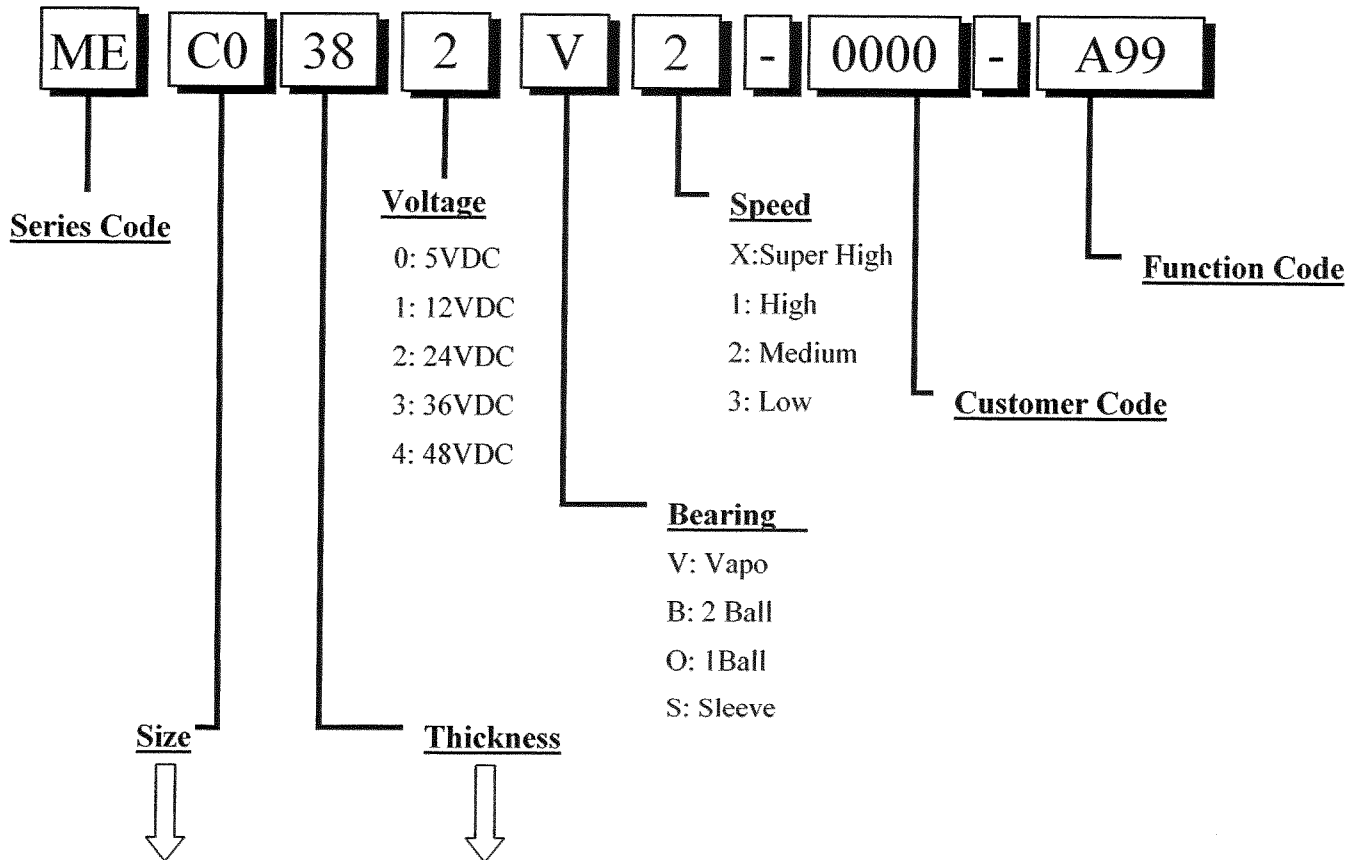 ME C0 38 2 V 2 - 0000 - A99
Series Code
Voltage
0: 5VDC
1: 12VDC
2: 24VDC
3: 36VDC
4: 48VDC
Speed
X:Super High
1: High
2: Medium
3: Low
Function Code
Customer Code
Bearing
V: Vapo
B: 2 Ball
O: 1Ball
S: Sleeve
Size
Thickness